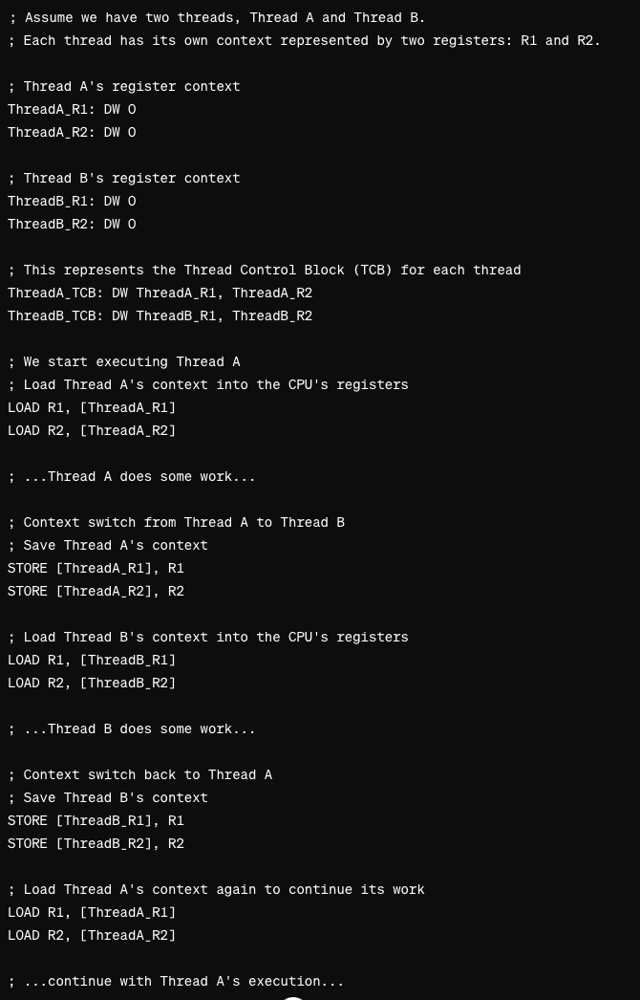 ; Assume we have two threads, Thread A and Thread B.
; Each thread has its own context represented by two registers: R1 and R2.
; Thread A's register context
ThreadA_R1: DW 0
ThreadA_R2: DW 0
; Thread B's register context
ThreadB_R1: DW 0
ThreadB_R2: DW 0
; This represents the Thread Control Block (TCB) for each thread
ThreadA_TCB: DW ThreadA_R1, ThreadA_R2
ThreadB_TCB: DW ThreadB_R1, ThreadB_R2
; We start executing Thread A
; Load Thread A's context into the CPU's registers
LOAD R1, [ThreadA_R1]
LOAD R2, [ThreadA_R2]
; ...Thread A does some work...
; Context switch from Thread A to Thread B
; Save Thread A's context
STORE [ThreadA_R1], R1
STORE [ThreadA_R2], R2
; Load Thread B's context into the CPU's registers
LOAD R1, [ThreadB_R1]
LOAD R2, [ThreadB_R2]
; ...Thread B does some work...
; Context switch back to Thread A
; Save Thread B's context
STORE [ThreadB_R1], R1
STORE [ThreadB_R2], R2
; Load Thread A's context again to continue its work
LOAD R1, [ThreadA_R1]
LOAD R2, [ThreadA_R2]
; ...continue with Thread A's execution...